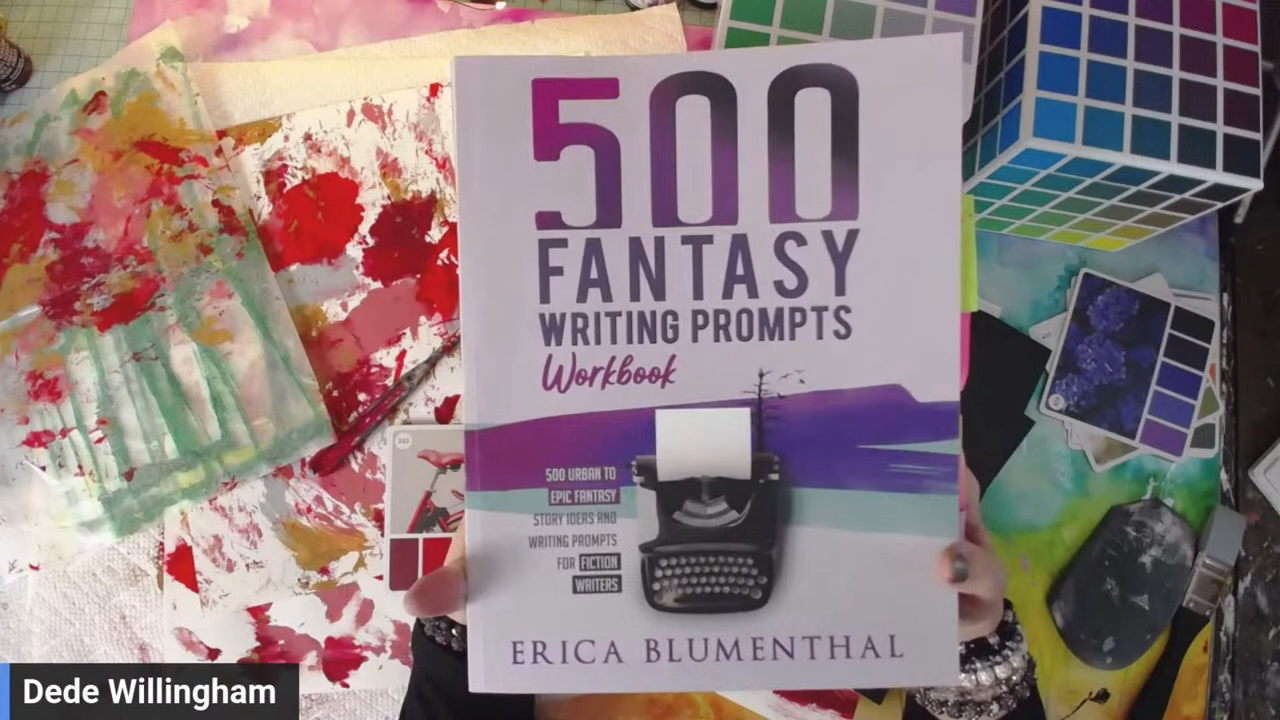 500
FANTASY
WRITING PROMPTS
Workbook
500 URBAN TO
EPIC FANTASY
STORY IDEAS AND
WRITING PROMPTS
FOR FICTION
WRITERS
ERICA BLUMENTHAL
Dede Willingham